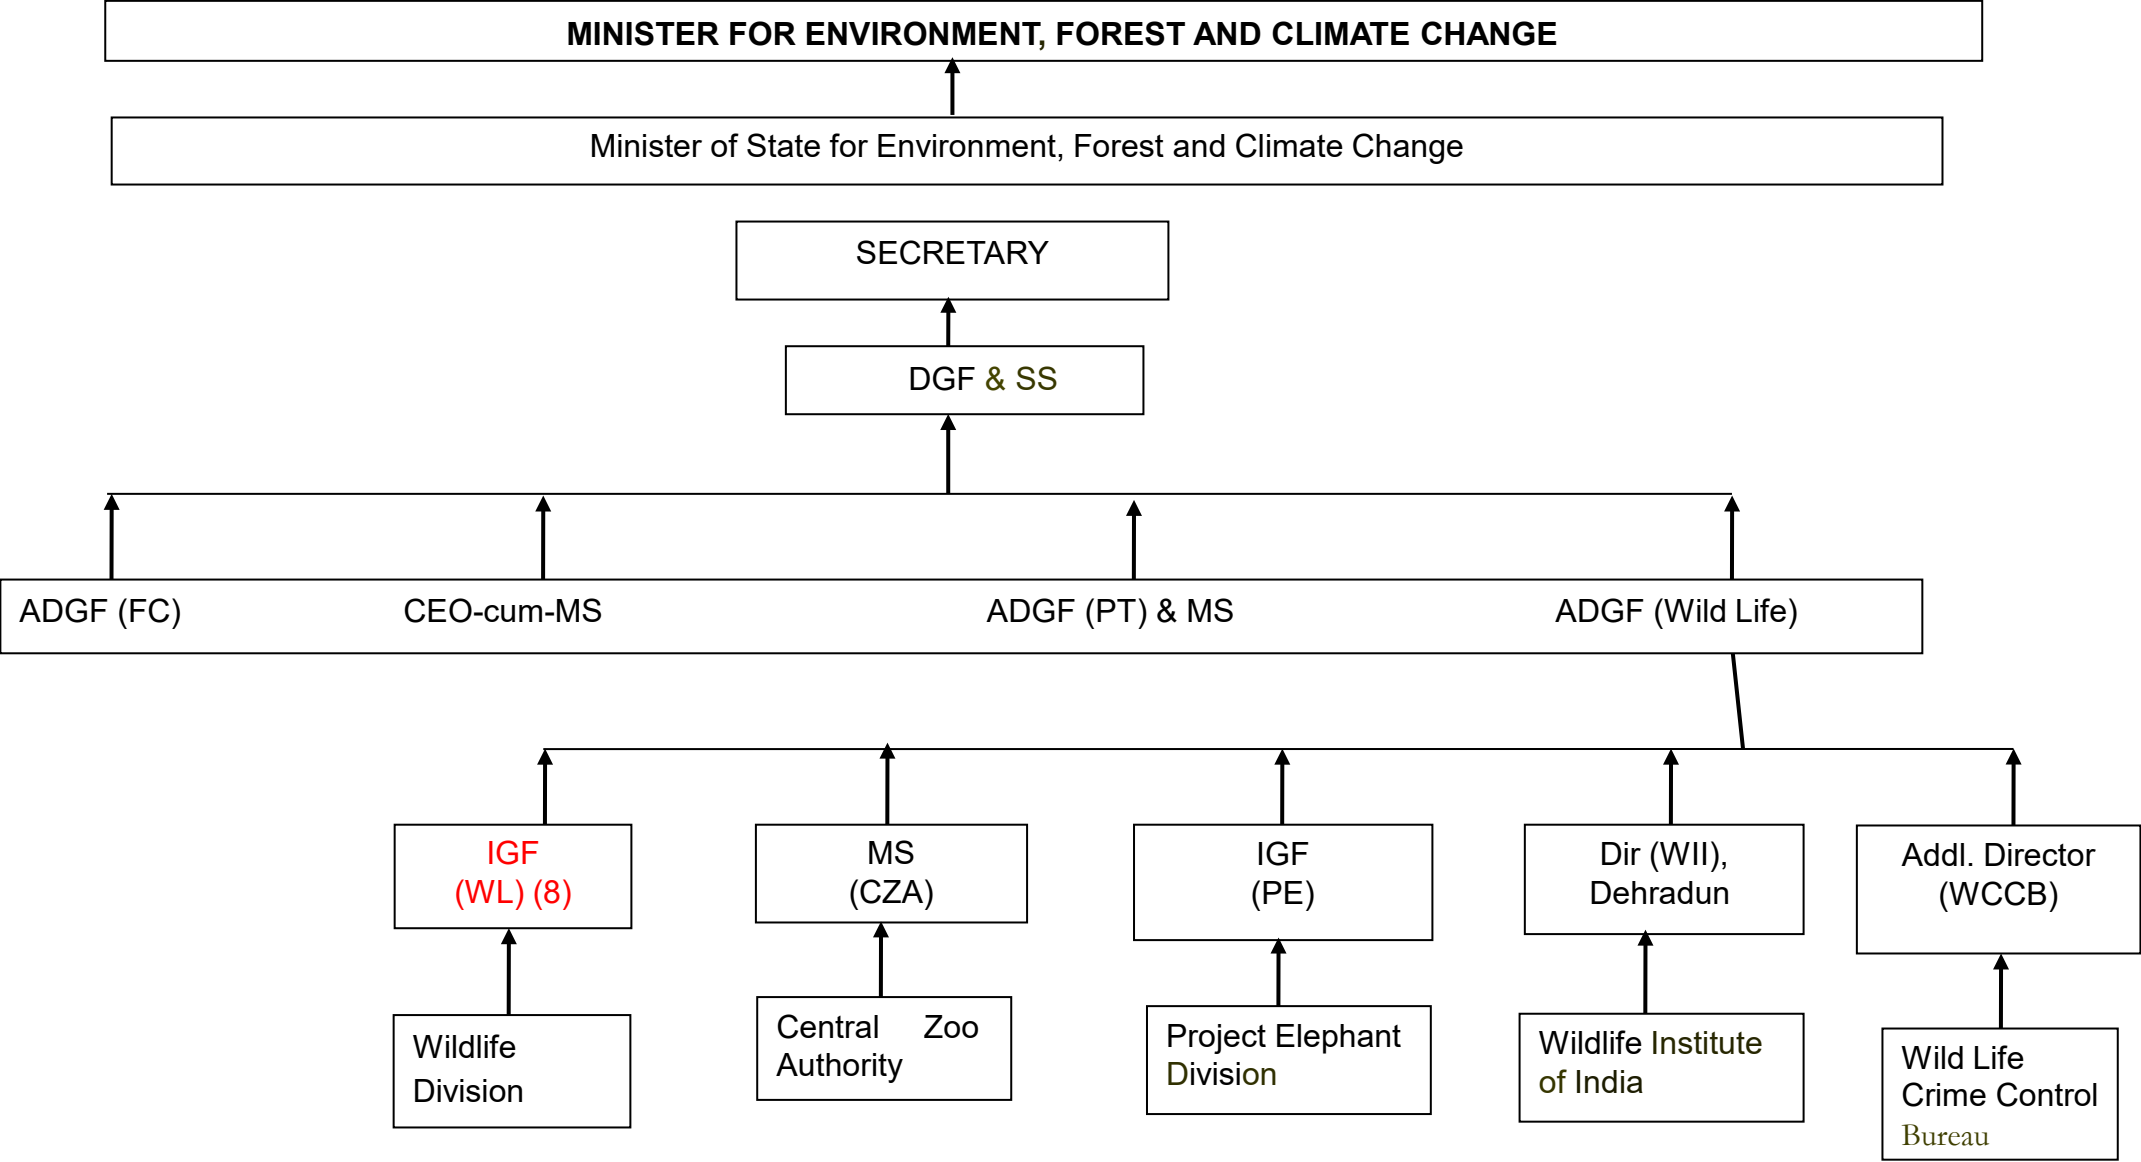 MINISTER FOR ENVIRONMENT, FOREST AND CLIMATE CHANGE
Minister of State for Environment, Forest and Climate Change
SECRETARY
DGF & SS
ADGF (FC)
CEO-cum-MS
ADGF (PT) & MS
ADGF (Wild Life)
IGF
(WL) (8)
MS
(CZA)
IGF
(PE)
Dir (WII),
Dehradun
Addl. Director
(WCCB)
Wildlife
Division
Central Zoo
Authority
Project Elephant
Division
Wildlife Institute
of India
Wild Life
Crime Control
Bureau